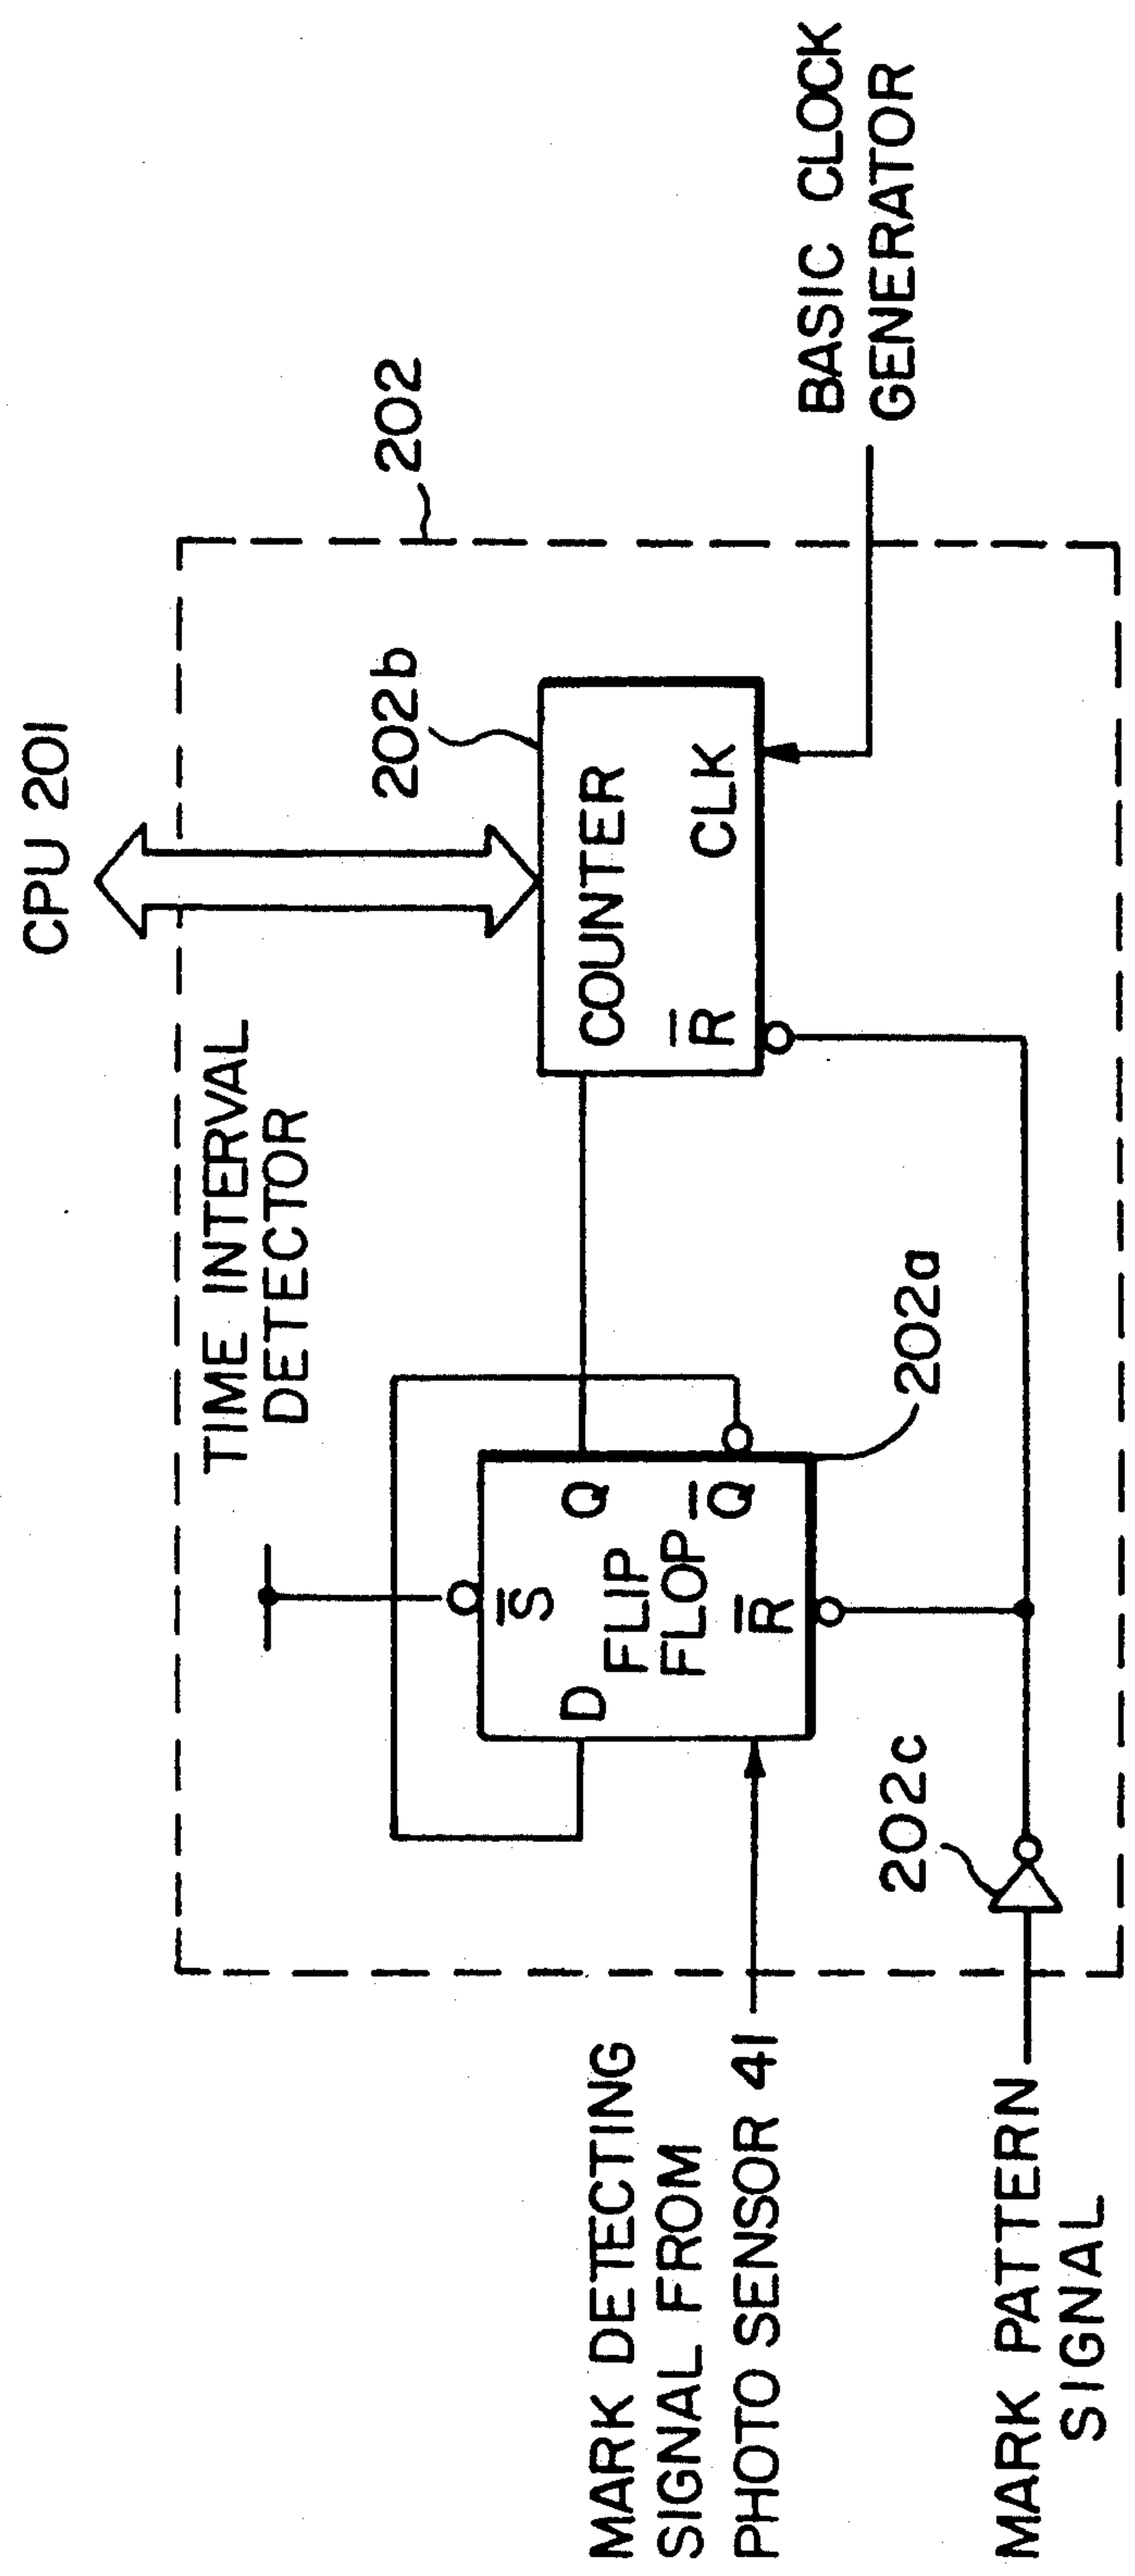 CPU 201
TIME INTERVAL
DETECTOR
202
202b
S̅
D
Q
FLIP
FLOP
Q̅
R̅
COUNTER
R̅
CLK
202a
202c
MARK DETECTING
SIGNAL FROM
PHOTO SENSOR 41
BASIC CLOCK
GENERATOR
MARK PATTERN
SIGNAL